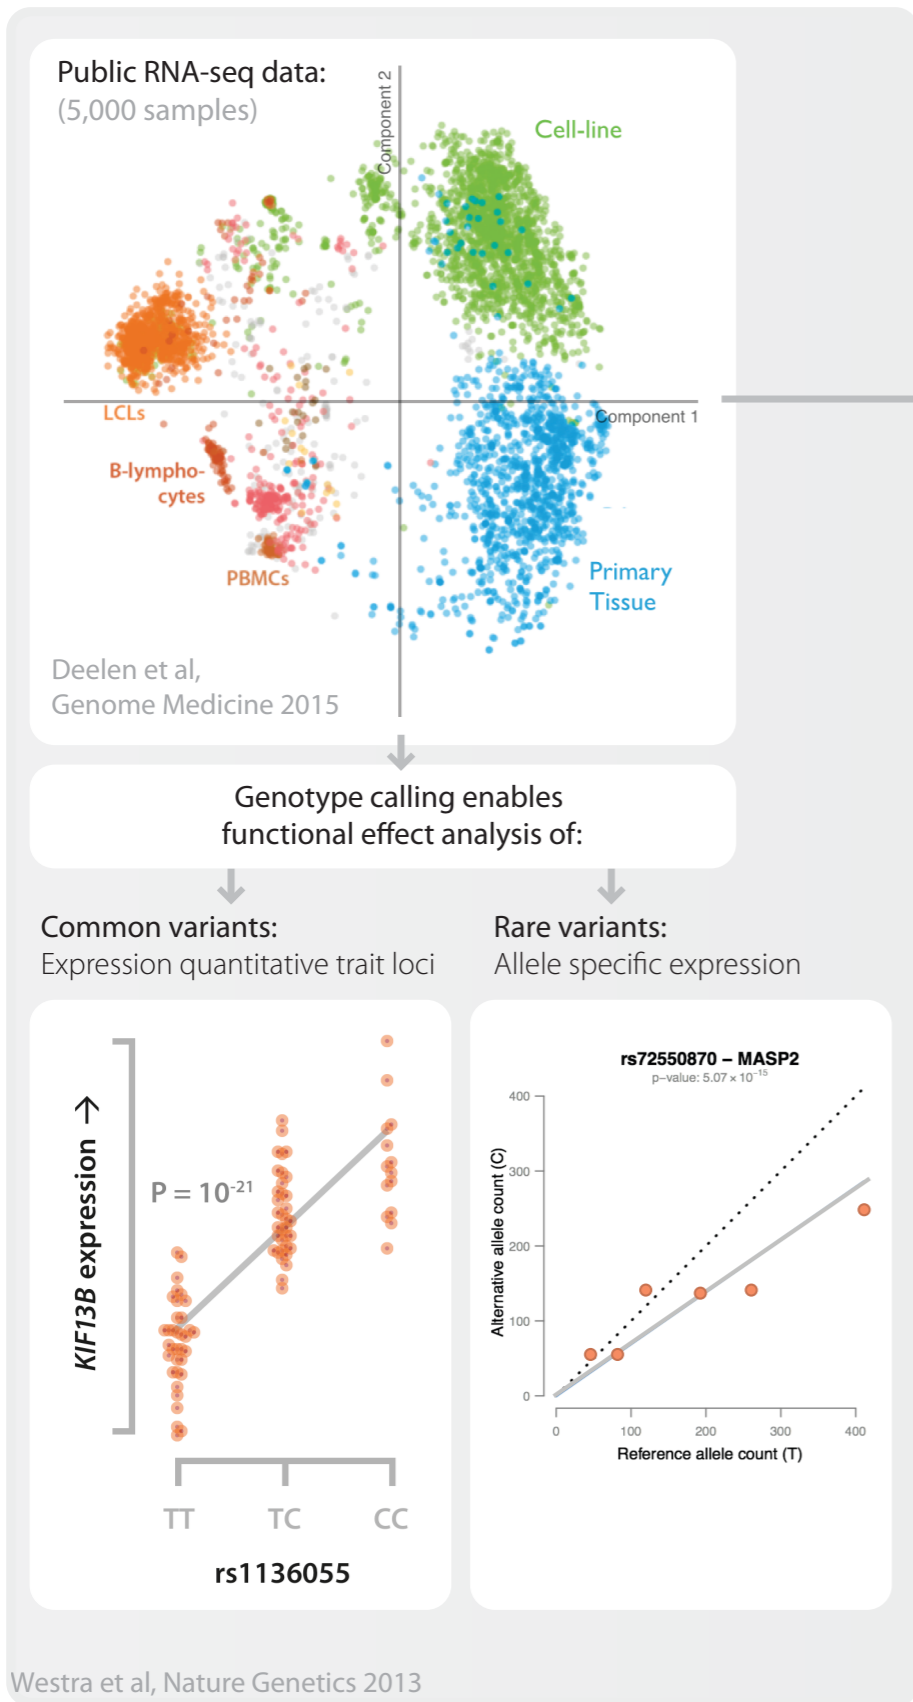 Public RNA-seq data:
(5,000 samples)
Component 2
Cell-line
LCLs
Component 1
B-lympho-
cytes
PBMCs
Primary
Tissue
Deelen et al,
Genome Medicine 2015
Genotype calling enables
functional effect analysis of:
Common variants:
Expression quantitative trait loci
Rare variants:
Allele specific expression
KIF13B expression →
P = 10⁻²¹
TT TC CC
rs1136055
rs72550870 – MASP2
p-value: 5.07 × 10⁻¹⁵
Alternative allele count (C)
400
300
200
100
0
0 100 200 300 400
Reference allele count (T)
Westra et al, Nature Genetics 2013